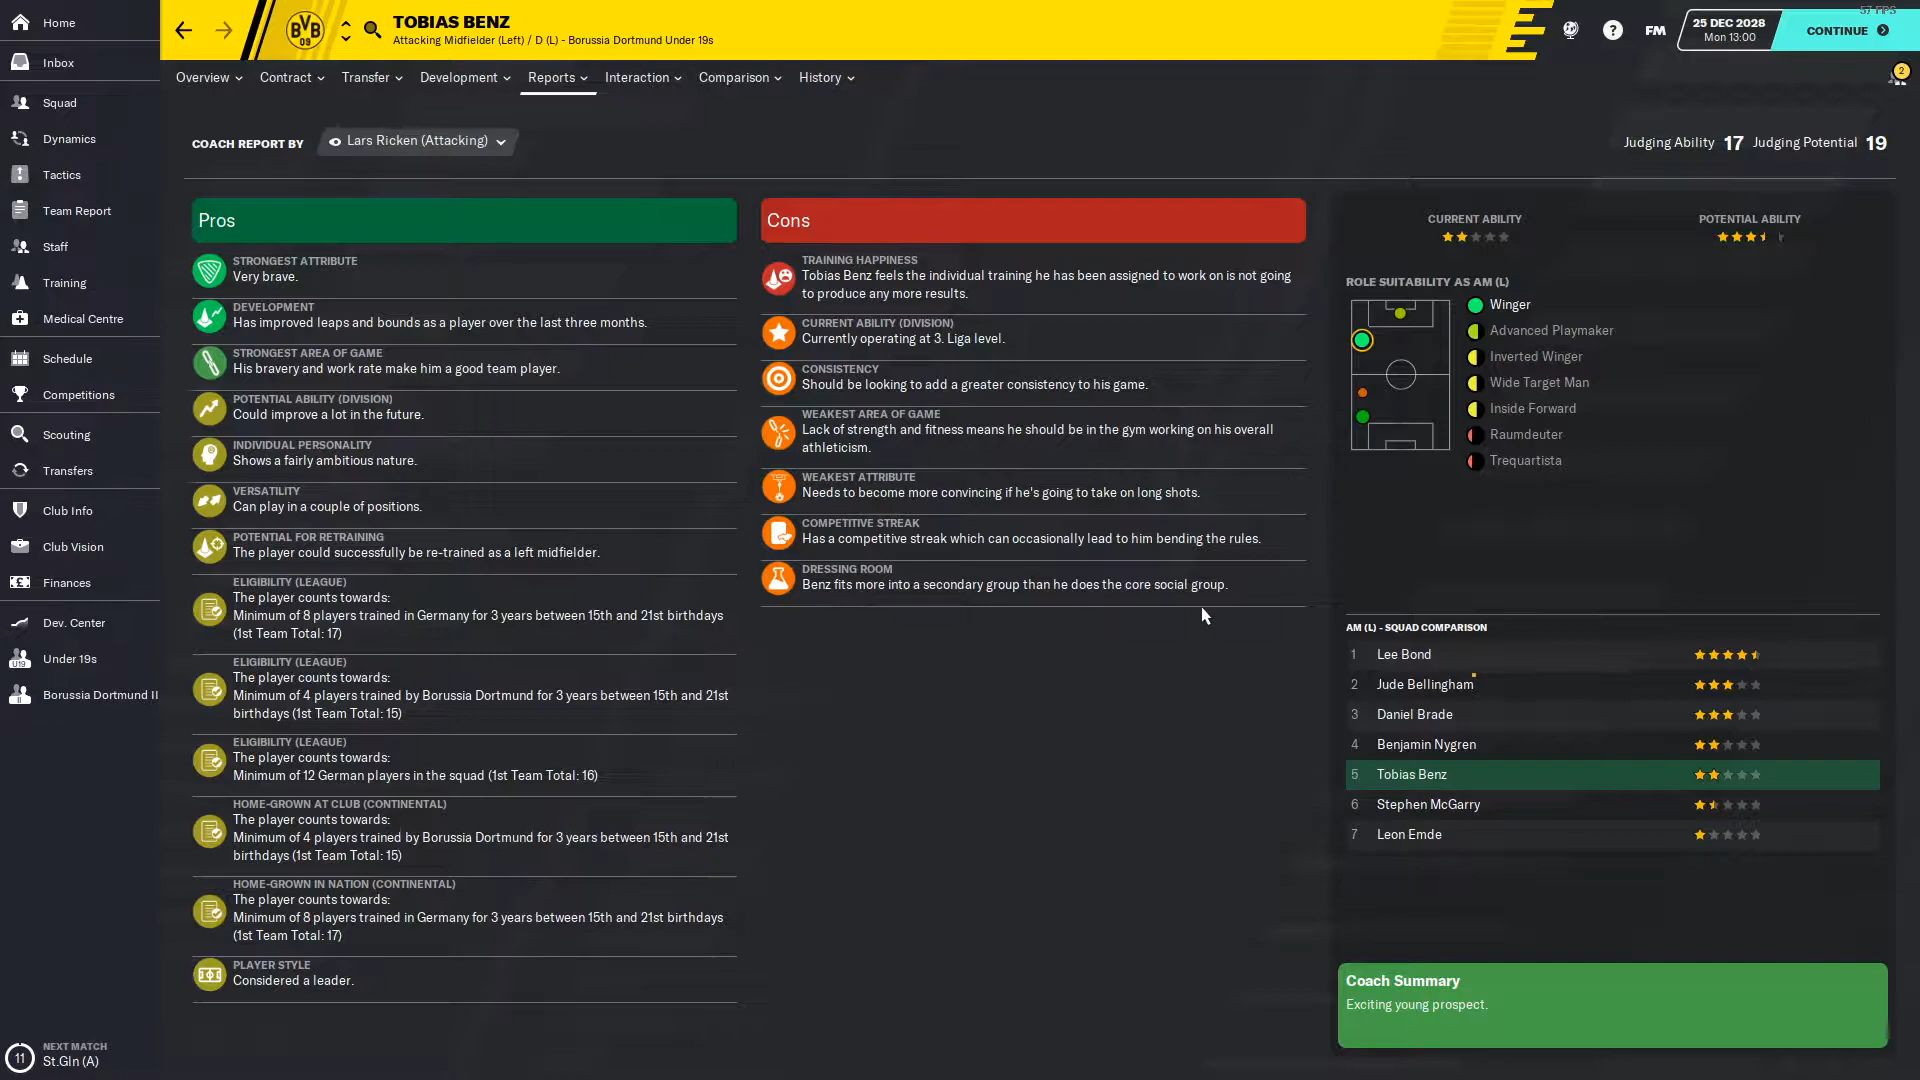 Home
Inbox
Squad
Dynamics
Tactics
Team Report
Staff
Training
Medical Centre
Schedule
Competitions
Scouting
Transfers
Club Info
Club Vision
Finances
Dev. Center
U19
Under 19s
II
Borussia Dortmund II
11
NEXT MATCH
St.Gln (A)
BVB
09
TOBIAS BENZ
Attacking Midfielder (Left) / D (L) - Borussia Dortmund Under 19s
?
FM
57 FPS
25 DEC 2028
Mon 13:00
CONTINUE
2
Overview
Contract
Transfer
Development
Reports
Interaction
Comparison
History
COACH REPORT BY
Lars Ricken (Attacking)
Judging Ability 17 Judging Potential 19
Pros
STRONGEST ATTRIBUTE
Very brave.
DEVELOPMENT
Has improved leaps and bounds as a player over the last three months.
STRONGEST AREA OF GAME
His bravery and work rate make him a good team player.
POTENTIAL ABILITY (DIVISION)
Could improve a lot in the future.
INDIVIDUAL PERSONALITY
Shows a fairly ambitious nature.
VERSATILITY
Can play in a couple of positions.
POTENTIAL FOR RETRAINING
The player could successfully be re-trained as a left midfielder.
ELIGIBILITY (LEAGUE)
The player counts towards:
Minimum of 8 players trained in Germany for 3 years between 15th and 21st birthdays
(1st Team Total: 17)
ELIGIBILITY (LEAGUE)
The player counts towards:
Minimum of 4 players trained by Borussia Dortmund for 3 years between 15th and 21st
birthdays (1st Team Total: 15)
ELIGIBILITY (LEAGUE)
The player counts towards:
Minimum of 12 German players in the squad (1st Team Total: 16)
HOME-GROWN AT CLUB (CONTINENTAL)
The player counts towards:
Minimum of 4 players trained by Borussia Dortmund for 3 years between 15th and 21st
birthdays (1st Team Total: 15)
HOME-GROWN IN NATION (CONTINENTAL)
The player counts towards:
Minimum of 8 players trained in Germany for 3 years between 15th and 21st birthdays
(1st Team Total: 17)
PLAYER STYLE
Considered a leader.
Cons
TRAINING HAPPINESS
Tobias Benz feels the individual training he has been assigned to work on is not going
to produce any more results.
CURRENT ABILITY (DIVISION)
Currently operating at 3. Liga level.
CONSISTENCY
Should be looking to add a greater consistency to his game.
WEAKEST AREA OF GAME
Lack of strength and fitness means he should be in the gym working on his overall
athleticism.
WEAKEST ATTRIBUTE
Needs to become more convincing if he's going to take on long shots.
COMPETITIVE STREAK
Has a competitive streak which can occasionally lead to him bending the rules.
DRESSING ROOM
Benz fits more into a secondary group than he does the core social group.
CURRENT ABILITY
POTENTIAL ABILITY
ROLE SUITABILITY AS AM (L)
Winger
Advanced Playmaker
Inverted Winger
Wide Target Man
Inside Forward
Raumdeuter
Trequartista
AM (L) - SQUAD COMPARISON
1 Lee Bond
2 Jude Bellingham
3 Daniel Brade
4 Benjamin Nygren
5 Tobias Benz
6 Stephen McGarry
7 Leon Emde
Coach Summary
Exciting young prospect.